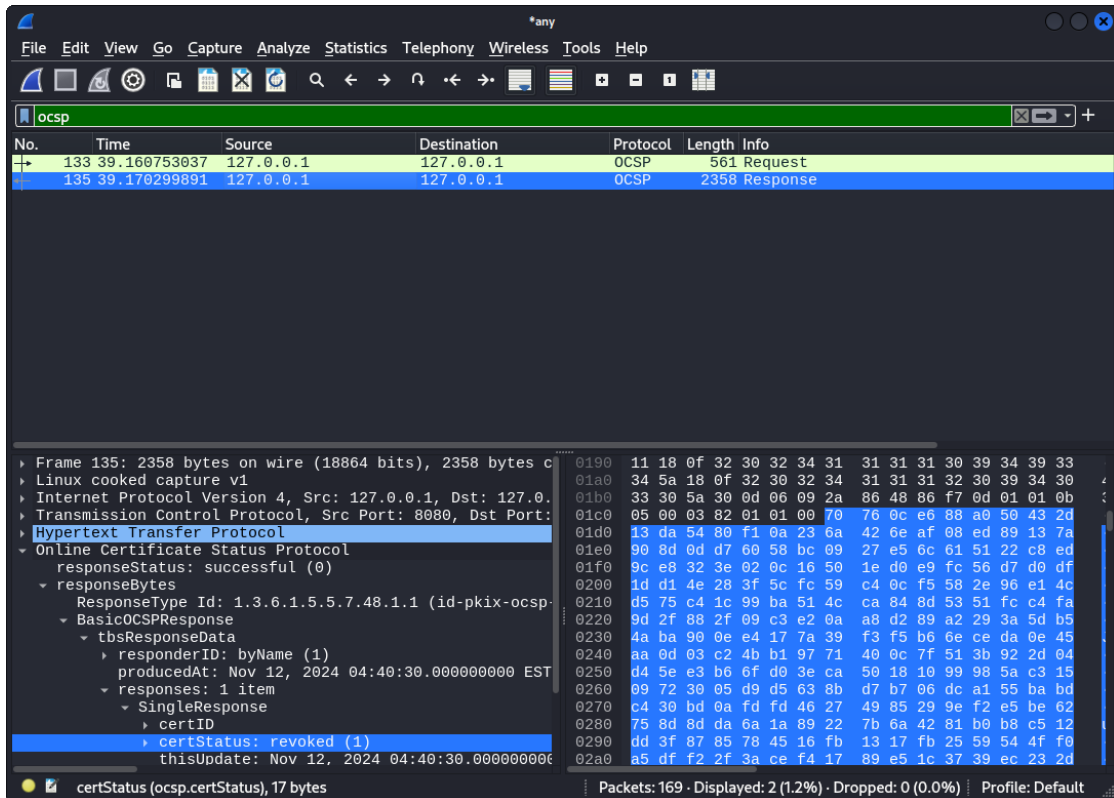 *any
File Edit View Go Capture Analyze Statistics Telephony Wireless Tools Help
ocsp
No. Time Source Destination Protocol Length Info
133 39.160753037 127.0.0.1 127.0.0.1 OCSP 561 Request
135 39.170299891 127.0.0.1 127.0.0.1 OCSP 2358 Response
Frame 135: 2358 bytes on wire (18864 bits), 2358 bytes c
Linux cooked capture v1
Internet Protocol Version 4, Src: 127.0.0.1, Dst: 127.0.
Transmission Control Protocol, Src Port: 8080, Dst Port:
Hypertext Transfer Protocol
Online Certificate Status Protocol
responseStatus: successful (0)
responseBytes
ResponseType Id: 1.3.6.1.5.5.7.48.1.1 (id-pkix-ocsp-
BasicOCSPResponse
tbsResponseData
responderID: byName (1)
producedAt: Nov 12, 2024 04:40:30.000000000 EST
responses: 1 item
SingleResponse
certID
certStatus: revoked (1)
thisUpdate: Nov 12, 2024 04:40:30.000000000
0190 11 18 0f 32 30 32 34 31 31 31 31 30 39 34 39 33
01a0 34 5a 18 0f 32 30 32 34 31 31 31 32 30 39 34 30
01b0 33 30 5a 30 0d 06 09 2a 86 48 86 f7 0d 01 01 0b
01c0 05 00 03 82 01 01 00 70 76 0c e6 88 a0 50 43 2d
01d0 13 da 54 80 f1 0a 23 6a 42 6e af 08 ed 89 13 7a
01e0 90 8d 0d d7 60 58 bc 09 27 e5 6c 61 51 22 c8 ed
01f0 9c e8 32 3e 02 0c 16 50 1e d0 e9 fc 56 d7 d0 df
0200 1d d1 4e 28 3f 5c fc 59 c4 0c f5 58 2e 96 e1 4c
0210 d5 75 c4 1c 99 ba 51 4c ca 84 8d 53 51 fc c4 fa
0220 9d 2f 88 2f 09 c3 e2 0a a8 d2 89 a2 29 3a 5d b5
0230 4a ba 90 0e e4 17 7a 39 f3 f5 b6 6e ce da 0e 45
0240 aa 0d 03 c2 4b b1 97 71 40 0c 7f 51 3b 92 2d 04
0250 d4 5e e3 b6 6f d0 3e ca 50 18 10 99 98 5a c3 15
0260 09 72 30 05 d9 d5 63 8b d7 b7 06 dc a1 55 ba bd
0270 c4 30 bd 0a fd fd 46 27 49 85 29 9e f2 e5 be 62
0280 75 8d 8d da 6a 1a 89 22 7b 6a 42 81 b0 b8 c5 12
0290 dd 3f 87 85 78 45 16 fb 13 17 fb 25 59 54 4f f0
02a0 a5 df f2 2f 3a ce f4 17 89 e5 1c 37 39 ec 23 2d
certStatus (ocsp.certStatus), 17 bytes
Packets: 169 · Displayed: 2 (1.2%) · Dropped: 0 (0.0%)
Profile: Default